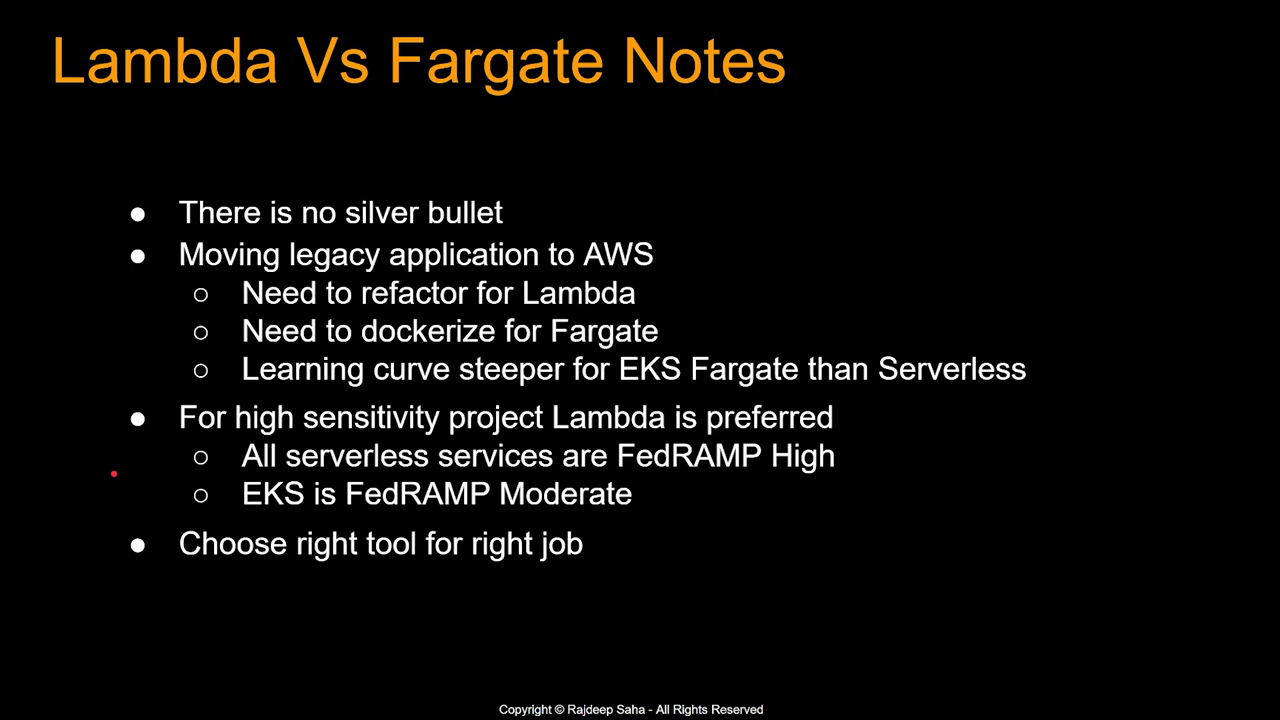 Lambda Vs Fargate Notes
● There is no silver bullet
● Moving legacy application to AWS
○ Need to refactor for Lambda
○ Need to dockerize for Fargate
○ Learning curve steeper for EKS Fargate than Serverless
● For high sensitivity project Lambda is preferred
○ All serverless services are FedRAMP High
○ EKS is FedRAMP Moderate
● Choose right tool for right job
Copyright © Rajdeep Saha - All Rights Reserved